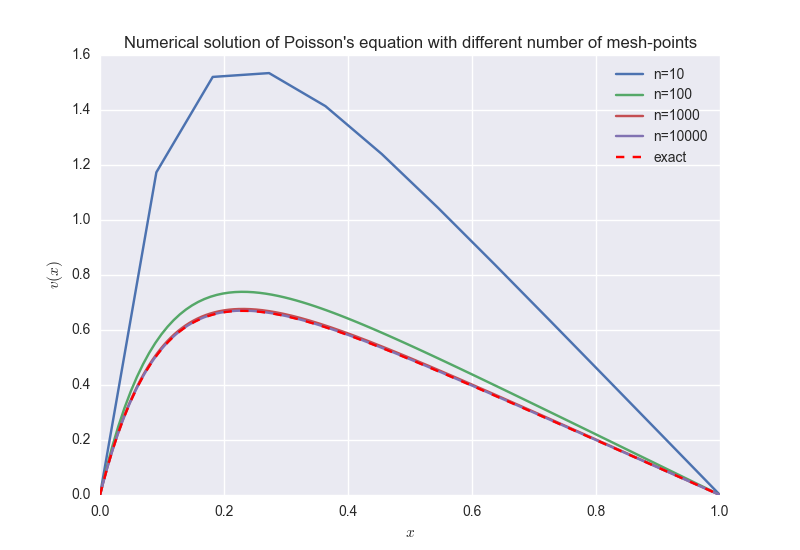 Numerical solution of Poisson's equation with different number of mesh-points
1.6
1.4
1.2
1.0
0.8
0.6
0.4
0.2
0.0
v(x)
n=10
n=100
n=1000
n=10000
exact
0.0 0.2 0.4 0.6 0.8 1.0
x